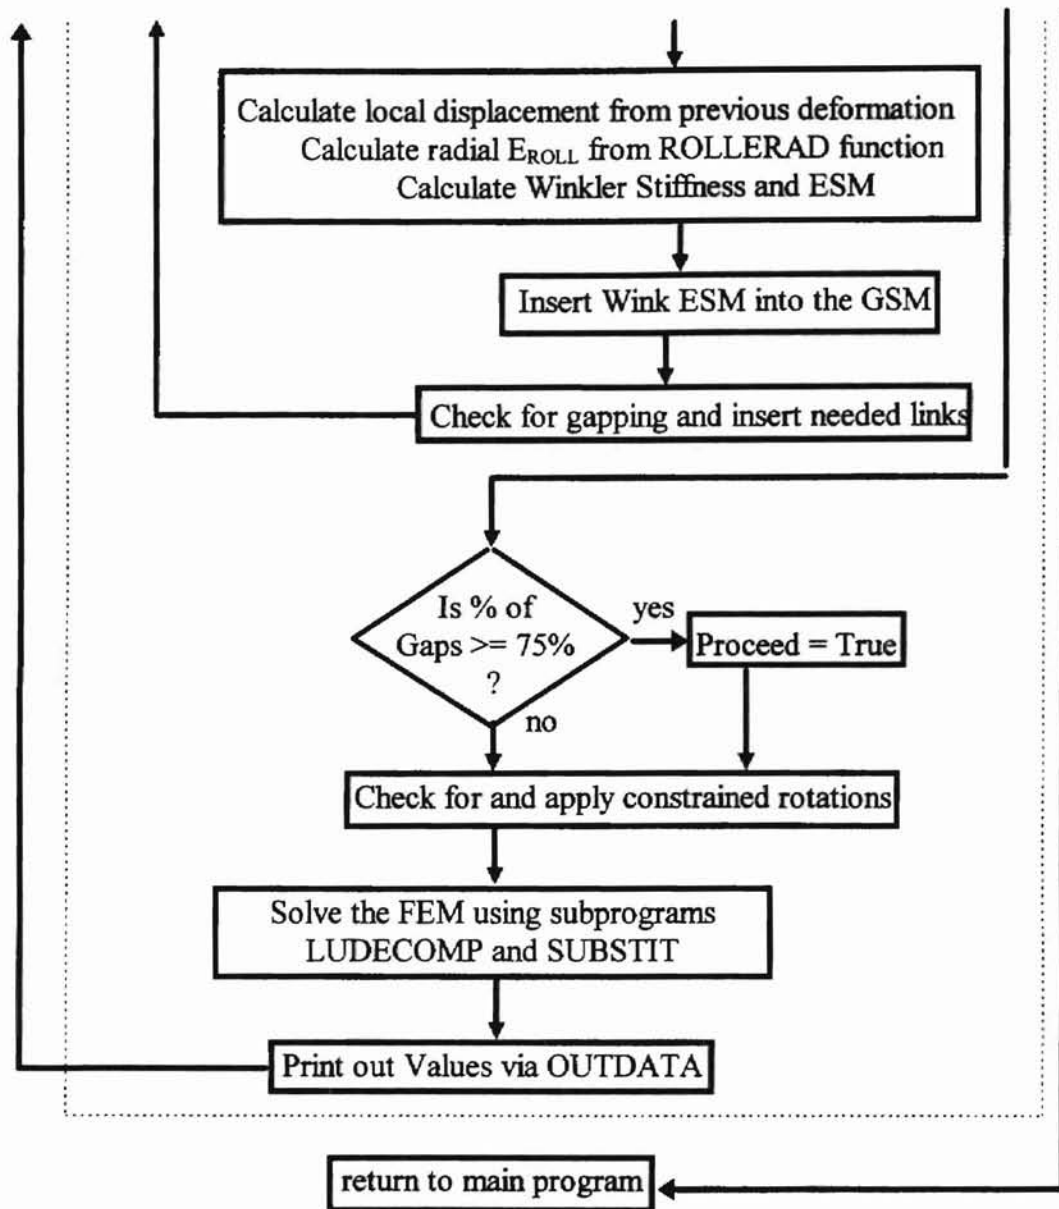 Calculate local displacement from previous deformation
Calculate radial EROLL from ROLLERAD function
Calculate Winkler Stiffness and ESM
Insert Wink ESM into the GSM
Check for gapping and insert needed links
Is % of
Gaps >= 75%
?
yes
Proceed = True
no
Check for and apply constrained rotations
Solve the FEM using subprograms
LUDECOMP and SUBSTIT
Print out Values via OUTDATA
return to main program